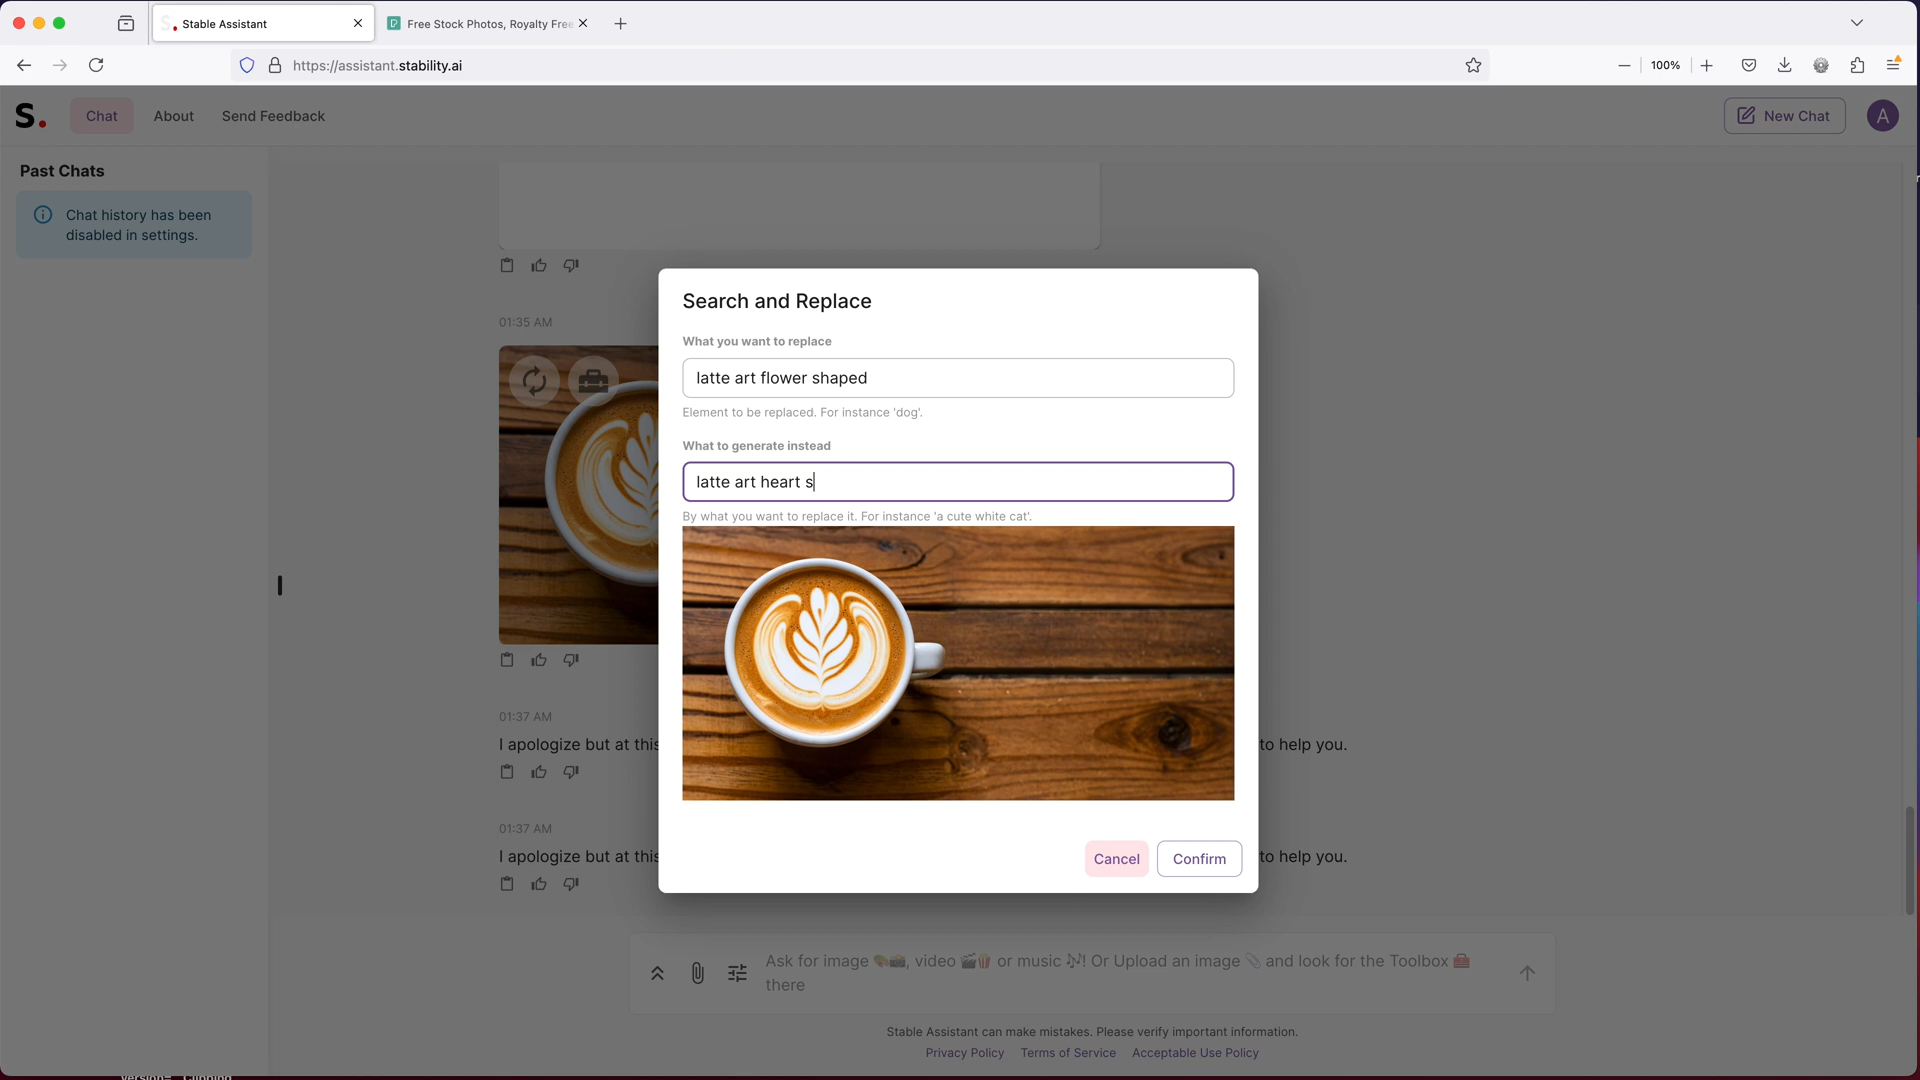 Stable Assistant
Free Stock Photos, Royalty Free
https://assistant.stability.ai
100%
S.
Chat
About
Send Feedback
New Chat
A
Past Chats
Chat history has been
disabled in settings.
01:35 AM
Search and Replace
What you want to replace
latte art flower shaped
Element to be replaced. For instance 'dog'.
What to generate instead
latte art heart s
By what you want to replace it. For instance 'a cute white cat'.
01:37 AM
I apologize but at this to help you.
Cancel
Confirm
01:37 AM
I apologize but at this to help you.
Ask for image 🎨📸, video 🎬🍿 or music 🎶! Or Upload an image 📎 and look for the Toolbox 🧰
there
Stable Assistant can make mistakes. Please verify important information.
Privacy Policy
Terms of Service
Acceptable Use Policy